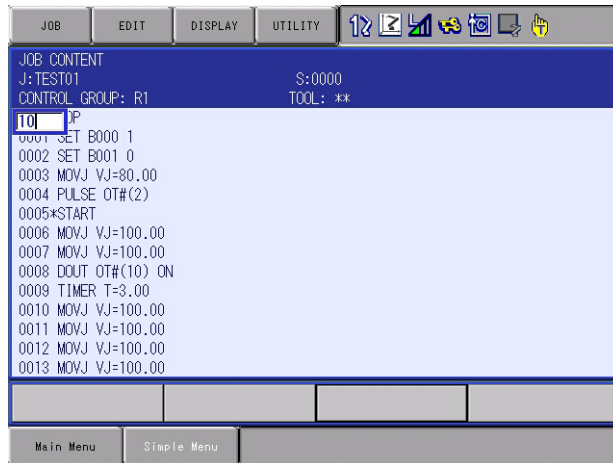 JOB EDIT DISPLAY UTILITY
JOB CONTENT
J:TEST01 S:0000
CONTROL GROUP: R1 TOOL: **
10 OP
0001 SET B000 1
0002 SET B001 0
0003 MOVJ VJ=80.00
0004 PULSE OT#(2)
0005*START
0006 MOVJ VJ=100.00
0007 MOVJ VJ=100.00
0008 DOUT OT#(10) ON
0009 TIMER T=3.00
0010 MOVJ VJ=100.00
0011 MOVJ VJ=100.00
0012 MOVJ VJ=100.00
0013 MOVJ VJ=100.00
Main Menu Simple Menu